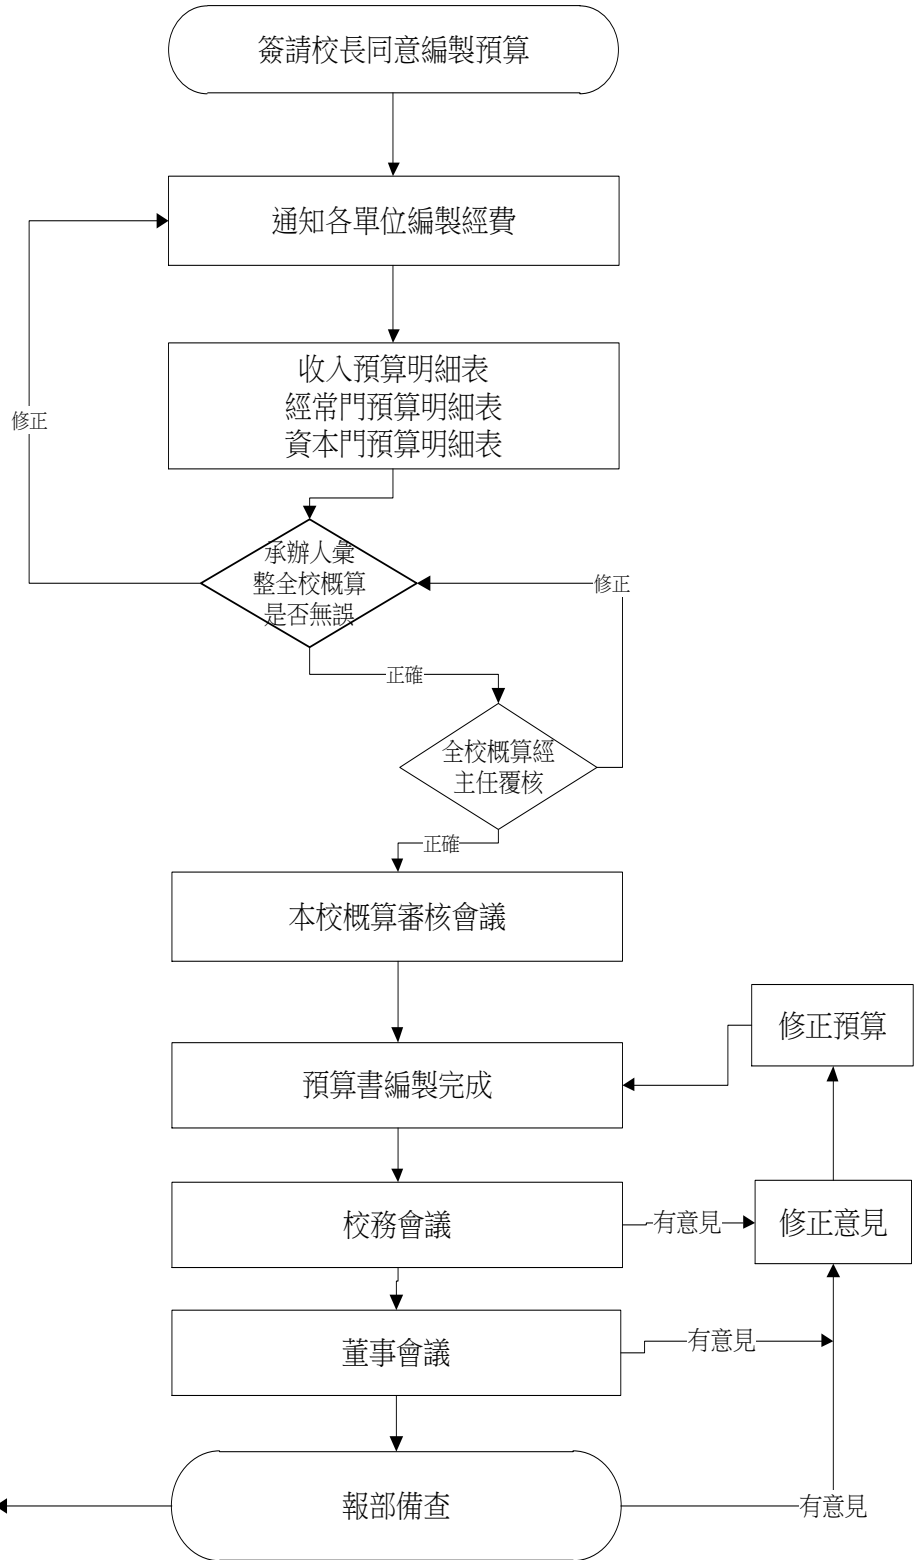 簽請校長同意編製預算
通知各單位編製經費
收入預算明細表
經常門預算明細表
資本門預算明細表
修正
承辦人彙
整全校概算
是否無誤
修正
正確
全校概算經
主任覆核
正確
本校概算審核會議
修正預算
預算書編製完成
校務會議
有意見
修正意見
董事會議
有意見
報部備查
有意見